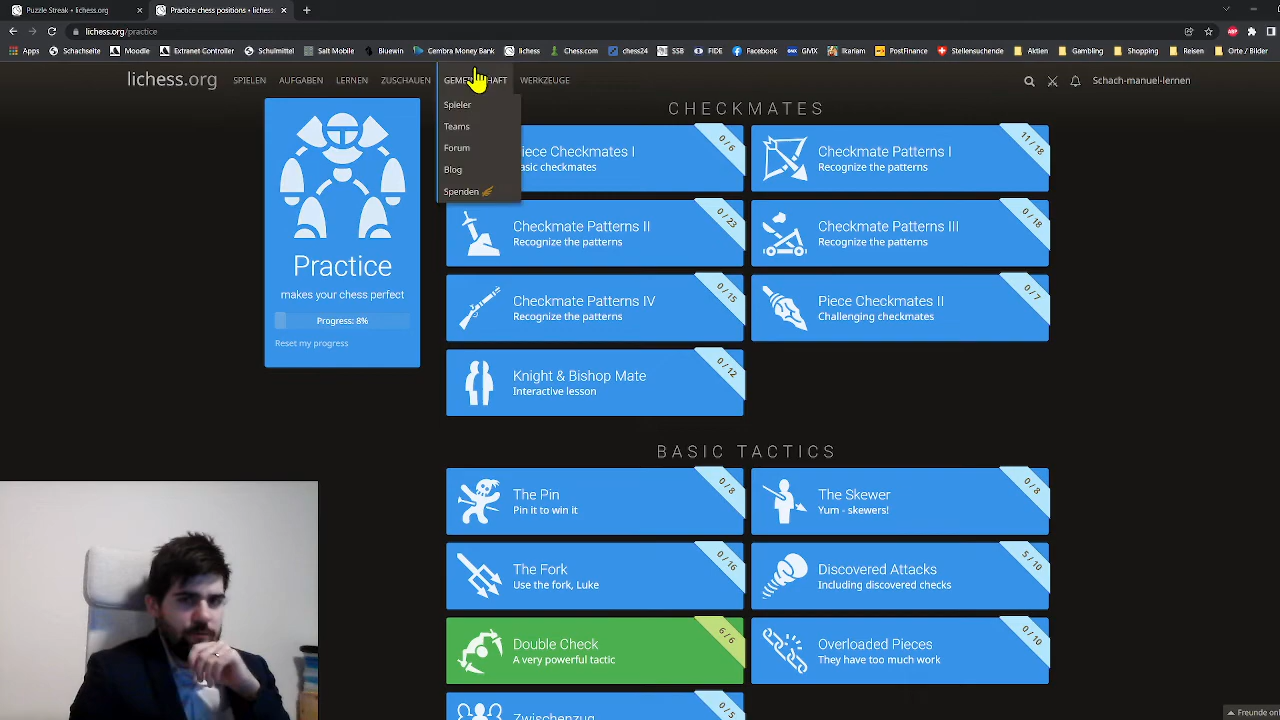 Puzzle Streak • lichess.org
Practice chess positions • lichess
lichess.org/practice
Apps Schachseite Moodle Extranet Controller Schulmittel Salt Mobile Bluewin Cembra Money Bank lichess Chess.com chess24 SSB FIDE Facebook GMX Ikariam PostFinance Stellensuchende Aktien Gambling Shopping Reisen Orte / Bilder
lichess.org SPIELEN AUFGABEN LERNEN ZUSCHAUEN WERKZEUGE Schach-manuel-lernen
Spieler
Teams
Forum
Blog
Spenden
Practice
makes your chess perfect
Progress: 8%
Reset my progress
CHECKMATES
iece Checkmates I
asic checkmates
0/6
Checkmate Patterns I
Recognize the patterns
11/18
Checkmate Patterns II
Recognize the patterns
0/23
Checkmate Patterns III
Recognize the patterns
0/18
Checkmate Patterns IV
Recognize the patterns
0/15
Piece Checkmates II
Challenging checkmates
0/7
Knight & Bishop Mate
Interactive lesson
0/12
BASIC TACTICS
The Pin
Pin it to win it
0/8
The Skewer
Yum - skewers!
0/8
The Fork
Use the fork, Luke
0/16
Discovered Attacks
Including discovered checks
5/10
Double Check
A very powerful tactic
6/6
Overloaded Pieces
They have too much work
0/10
Zwischenzug
0/5
Freunde onl